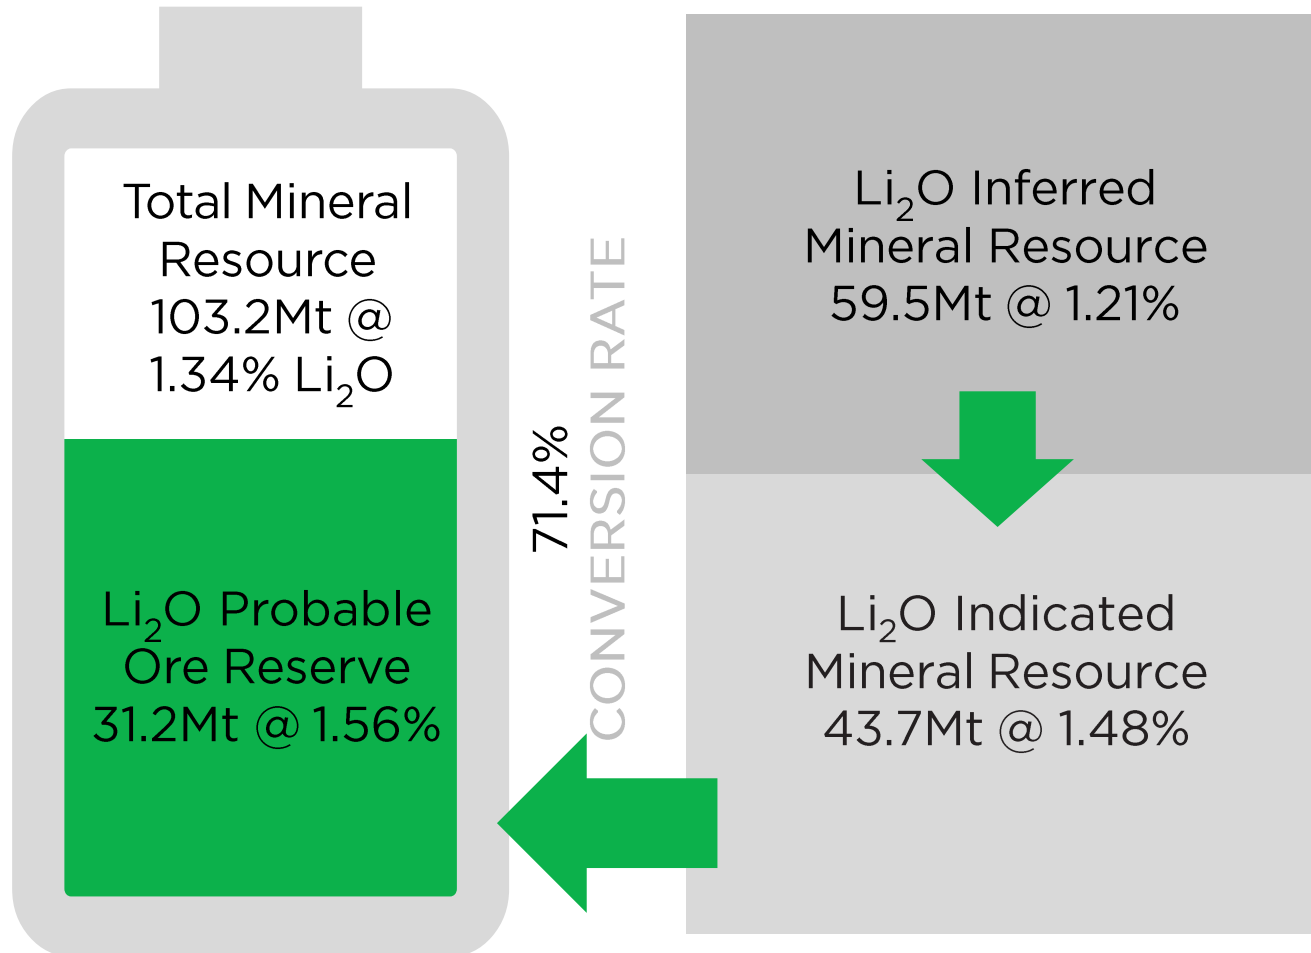 Total Mineral
Resource
103.2Mt @
1.34% Li₂O
Li₂O Probable
Ore Reserve
31.2Mt @ 1.56%
71.4%
CONVERSION RATE
Li₂O Inferred
Mineral Resource
59.5Mt @ 1.21%
Li₂O Indicated
Mineral Resource
43.7Mt @ 1.48%